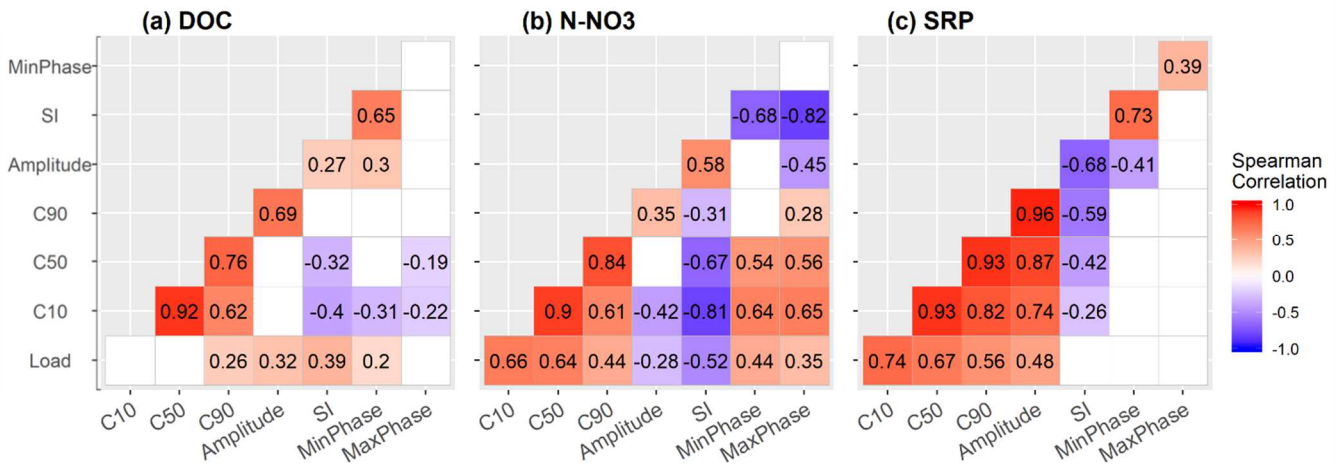 (a) DOC (b) N-NO3 (c) SRP
MinPhase 0.39
SI 0.65 -0.68 -0.82 0.73
Amplitude 0.27 0.3 0.58 -0.45 -0.68 -0.41
C90 0.69 0.35 -0.31 0.28 0.96 -0.59
C50 0.76 -0.32 -0.19 0.84 -0.67 0.54 0.56 0.93 0.87 -0.42
C10 0.92 0.62 -0.4 -0.31 -0.22 0.9 0.61 -0.42 -0.81 0.64 0.65 0.93 0.82 0.74 -0.26
Load 0.26 0.32 0.39 0.2 0.66 0.64 0.44 -0.28 -0.52 0.44 0.35 0.74 0.67 0.56 0.48
C10 C50 C90 Amplitude SI MinPhase MaxPhase C10 C50 C90 Amplitude SI MinPhase MaxPhase C10 C50 C90 Amplitude SI MinPhase MaxPhase
Spearman
Correlation
1.0
0.5
0.0
-0.5
-1.0